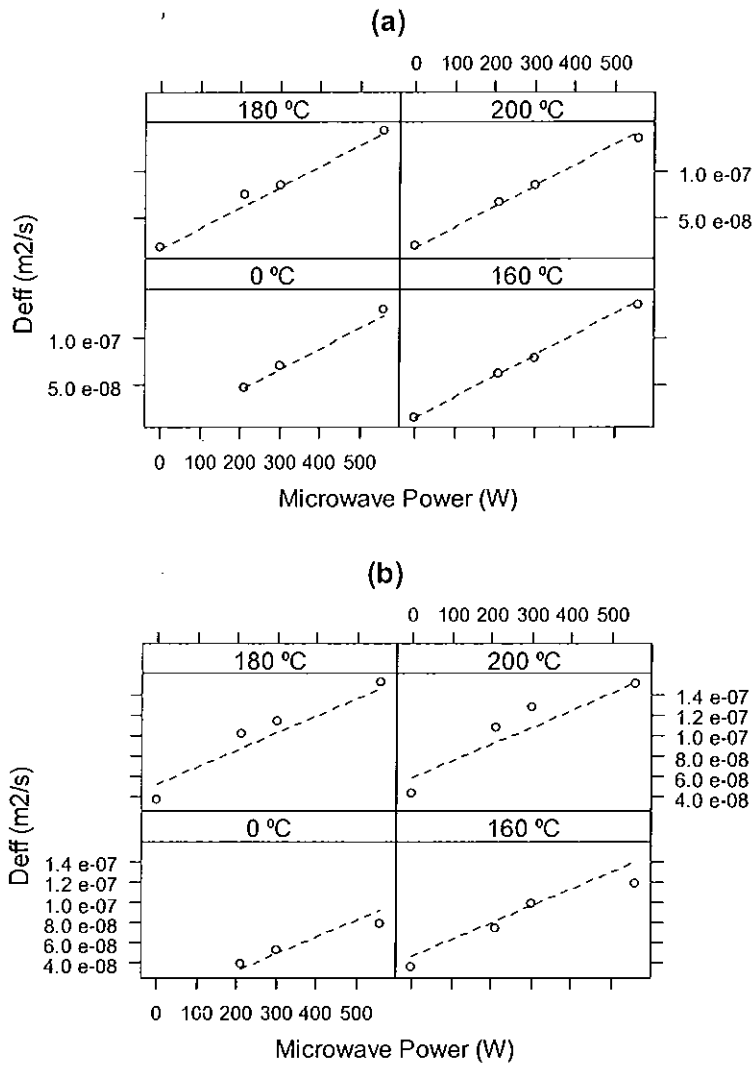 (a)
0 100 200 300 500
180 ºC
200 ºC
1.0 e-07
5.0 e-08
0 ºC
160 ºC
1.0 e-07
5.0 e-08
Deff (m2/s)
0 100 200 300 400 500
Microwave Power (W)
(b)
0 100 200 300 500
180 ºC
200 ºC
1.4 e-07
1.2 e-07
1.0 e-07
8.0 e-08
6.0 e-08
4.0 e-08
0 ºC
160 ºC
1.4 e-07
1.2 e-07
1.0 e-07
8.0 e-08
6.0 e-08
4.0 e-08
Deff (m2/s)
0 100 200 300 400 500
Microwave Power (W)